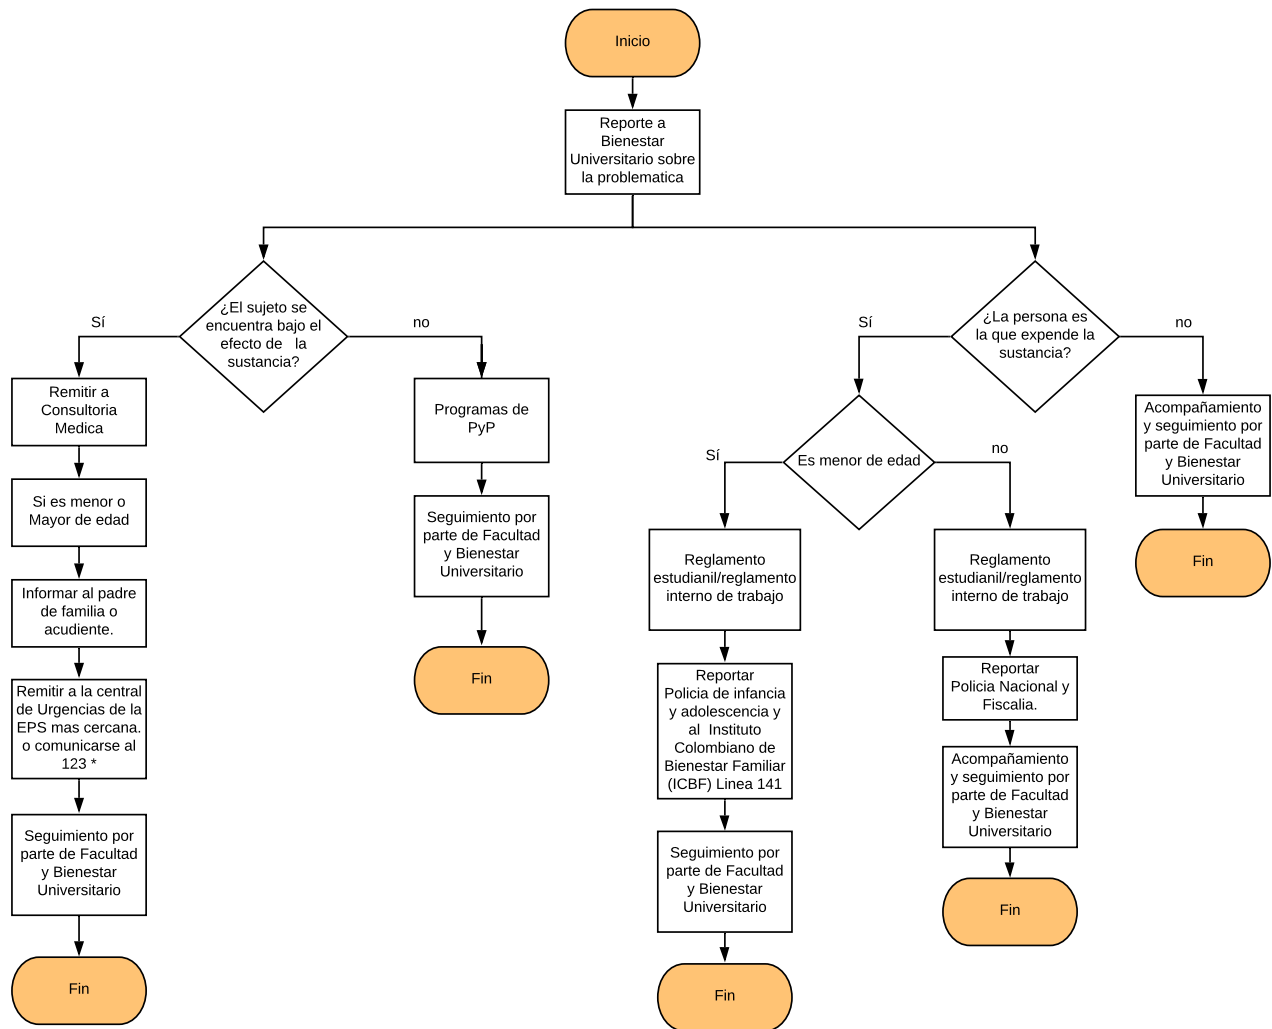 Inicio
Reporte a
Bienestar
Universitario sobre
la problematica
¿El sujeto se
encuentra bajo el
efecto de la
sustancia?
Sí
no
Remitir a
Consultoria
Medica
Si es menor o
Mayor de edad
Informar al padre
de familia o
acudiente.
Remitir a la central
de Urgencias de la
EPS mas cercana.
o comunicarse al
123 *
Seguimiento por
parte de Facultad
y Bienestar
Universitario
Fin
Programas de
PyP
Seguimiento por
parte de Facultad
y Bienestar
Universitario
Fin
¿La persona es
la que expende la
sustancia?
Sí
no
Es menor de edad
Sí
no
Reglamento
estudianil/reglamento
interno de trabajo
Reportar
Policia de infancia
y adolescencia y
al Instituto
Colombiano de
Bienestar Familiar
(ICBF) Linea 141
Seguimiento por
parte de Facultad
y Bienestar
Universitario
Fin
Reglamento
estudianil/reglamento
interno de trabajo
Reportar
Policia Nacional y
Fiscalia.
Acompañamiento
y seguimiento por
parte de Facultad
y Bienestar
Universitario
Fin
Acompañamiento
y seguimiento por
parte de Facultad
y Bienestar
Universitario
Fin